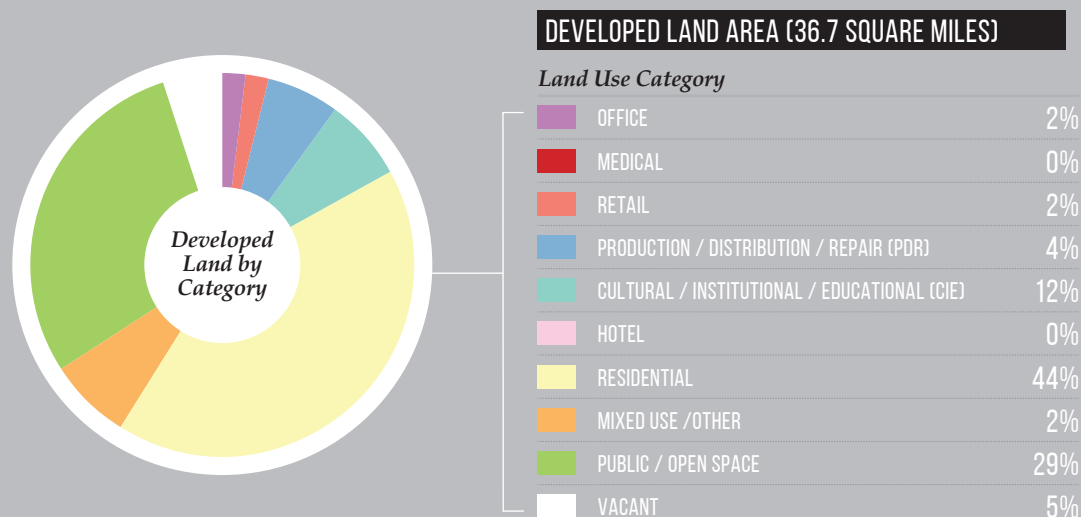 DEVELOPED LAND AREA (36.7 SQUARE MILES)
Land Use Category
OFFICE 2%
MEDICAL 0%
RETAIL 2%
PRODUCTION / DISTRIBUTION / REPAIR (PDR) 4%
CULTURAL / INSTITUTIONAL / EDUCATIONAL (CIE) 12%
HOTEL 0%
RESIDENTIAL 44%
MIXED USE /OTHER 2%
PUBLIC / OPEN SPACE 29%
VACANT 5%
Developed
Land by
Category